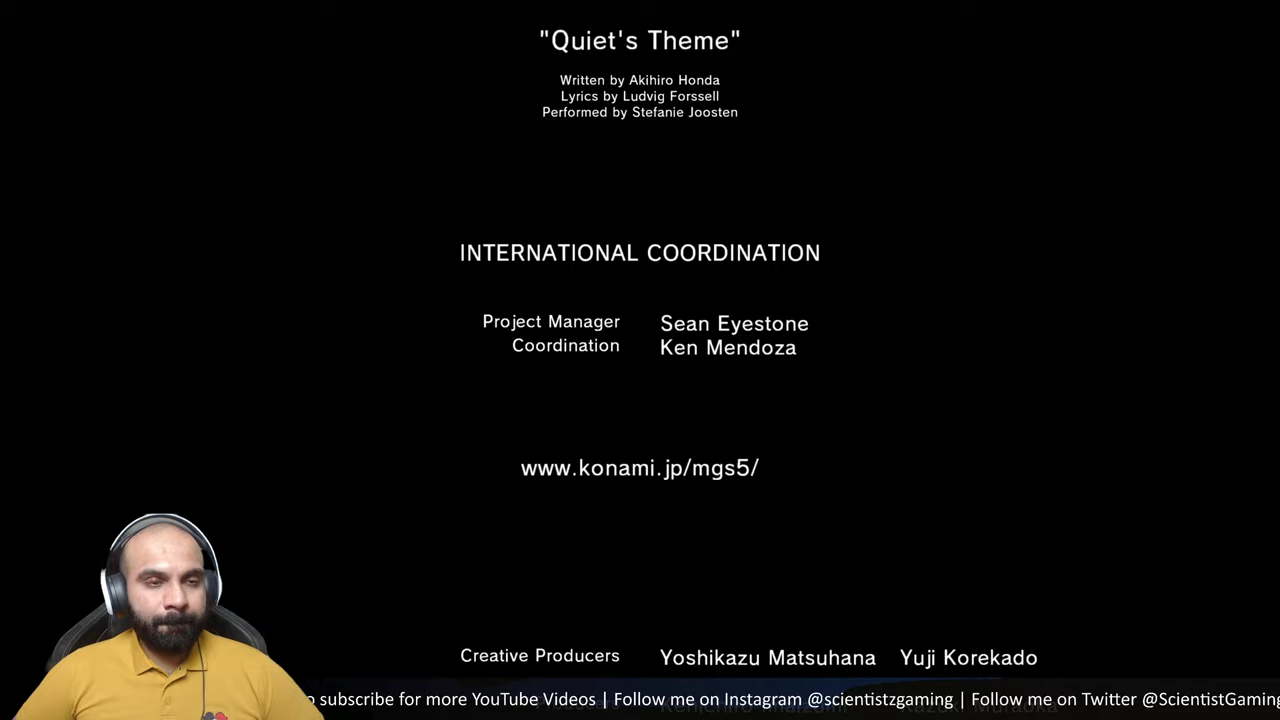 "Quiet's Theme"
Written by Akihiro Honda
Lyrics by Ludvig Forssell
Performed by Stefanie Joosten
INTERNATIONAL COORDINATION
Project Manager Sean Eyestone
Coordination Ken Mendoza
www.konami.jp/mgs5/
Creative Producers Yoshikazu Matsuhana Yuji Korekado
o subscribe for more YouTube Videos | Follow me on Instagram @scientistzgaming | Follow me on Twitter @ScientistGaming